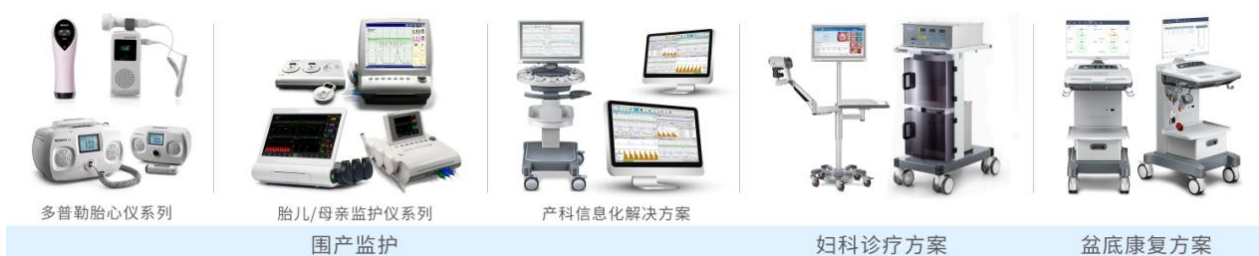 多普勒胎心仪系列
胎儿/母亲监护仪系列
产科信息化解决方案
围产监护
妇科诊疗方案
盆底康复方案